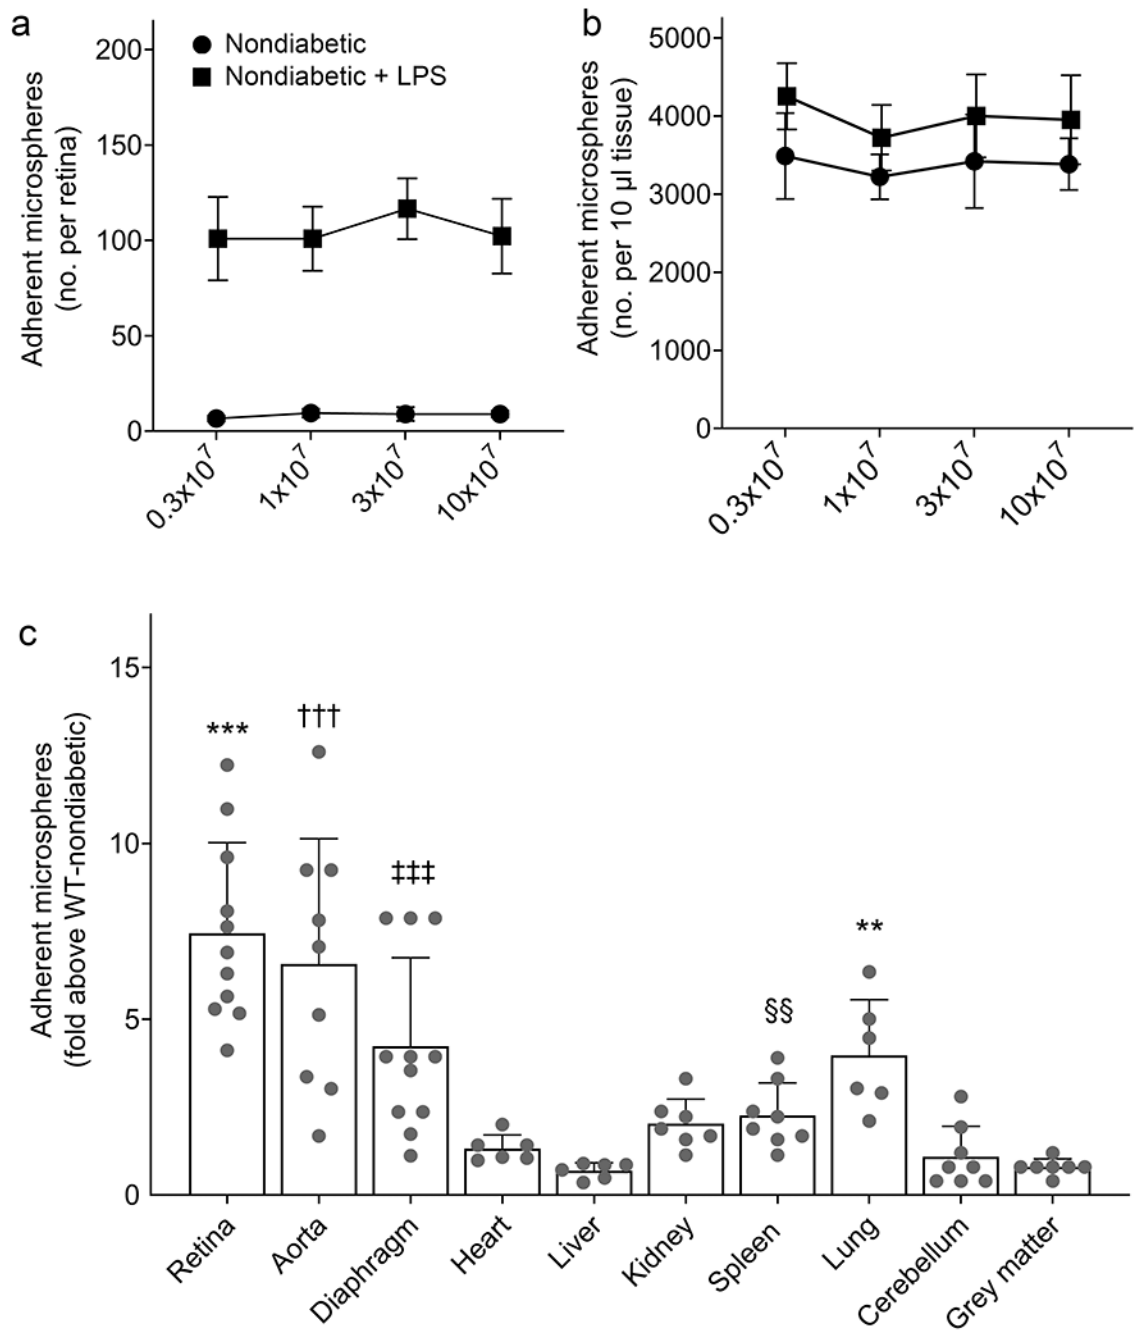 a
Adherent microspheres
(no. per retina)
200
150
100
50
0
Nondiabetic
Nondiabetic + LPS
0.3x10⁷
1x10⁷
3x10⁷
10x10⁷
b
Adherent microspheres
(no. per 10 µl tissue)
5000
4000
3000
2000
1000
0
0.3x10⁷
1x10⁷
3x10⁷
10x10⁷
c
Adherent microspheres
(fold above WT-nondiabetic)
15
10
5
0
***
†††
‡‡‡
§§
**
Retina
Aorta
Diaphragm
Heart
Liver
Kidney
Spleen
Lung
Cerebellum
Grey matter